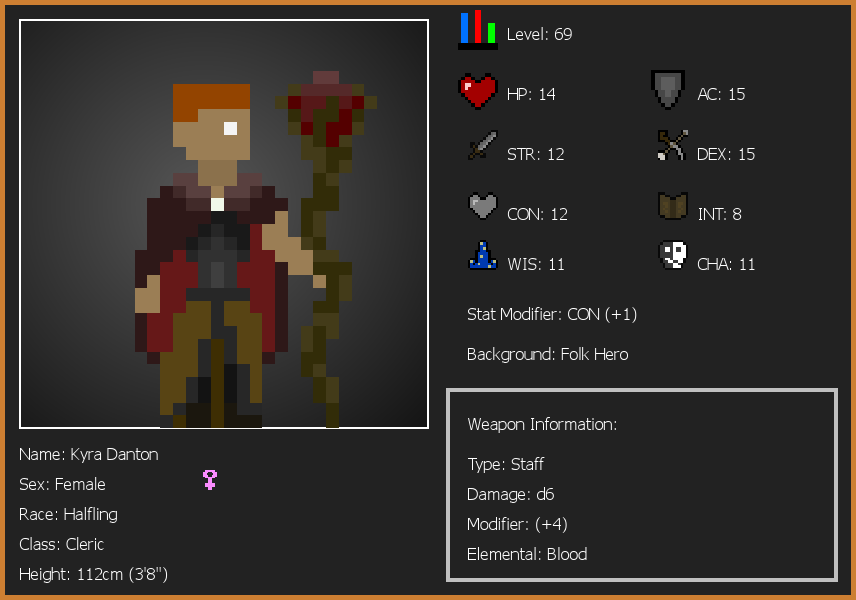 Level: 69
HP: 14
AC: 15
STR: 12
DEX: 15
CON: 12
INT: 8
WIS: 11
CHA: 11
Stat Modifier: CON (+1)
Background: Folk Hero
Weapon Information:
Type: Staff
Damage: d6
Modifier: (+4)
Elemental: Blood
Name: Kyra Danton
Sex: Female
Race: Halfling
Class: Cleric
Height: 112cm (3'8")